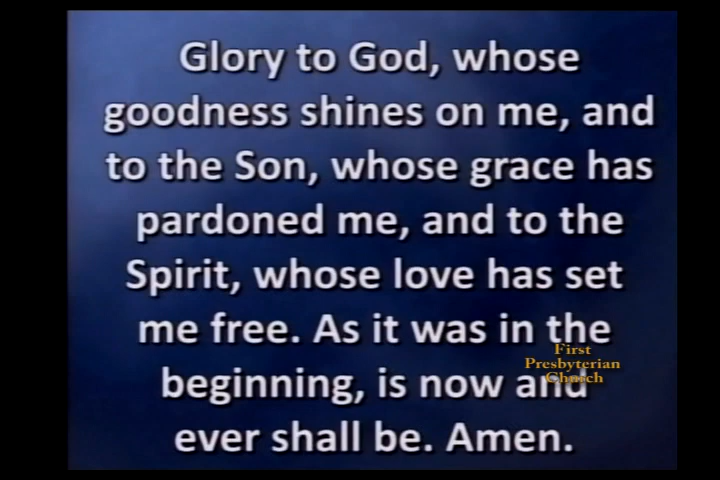 Glory to God, whose
goodness shines on me, and
to the Son, whose grace has
pardoned me, and to the
Spirit, whose love has set
me free. As it was in the
beginning, is now and
ever shall be. Amen.
First
Presbyterian
Church